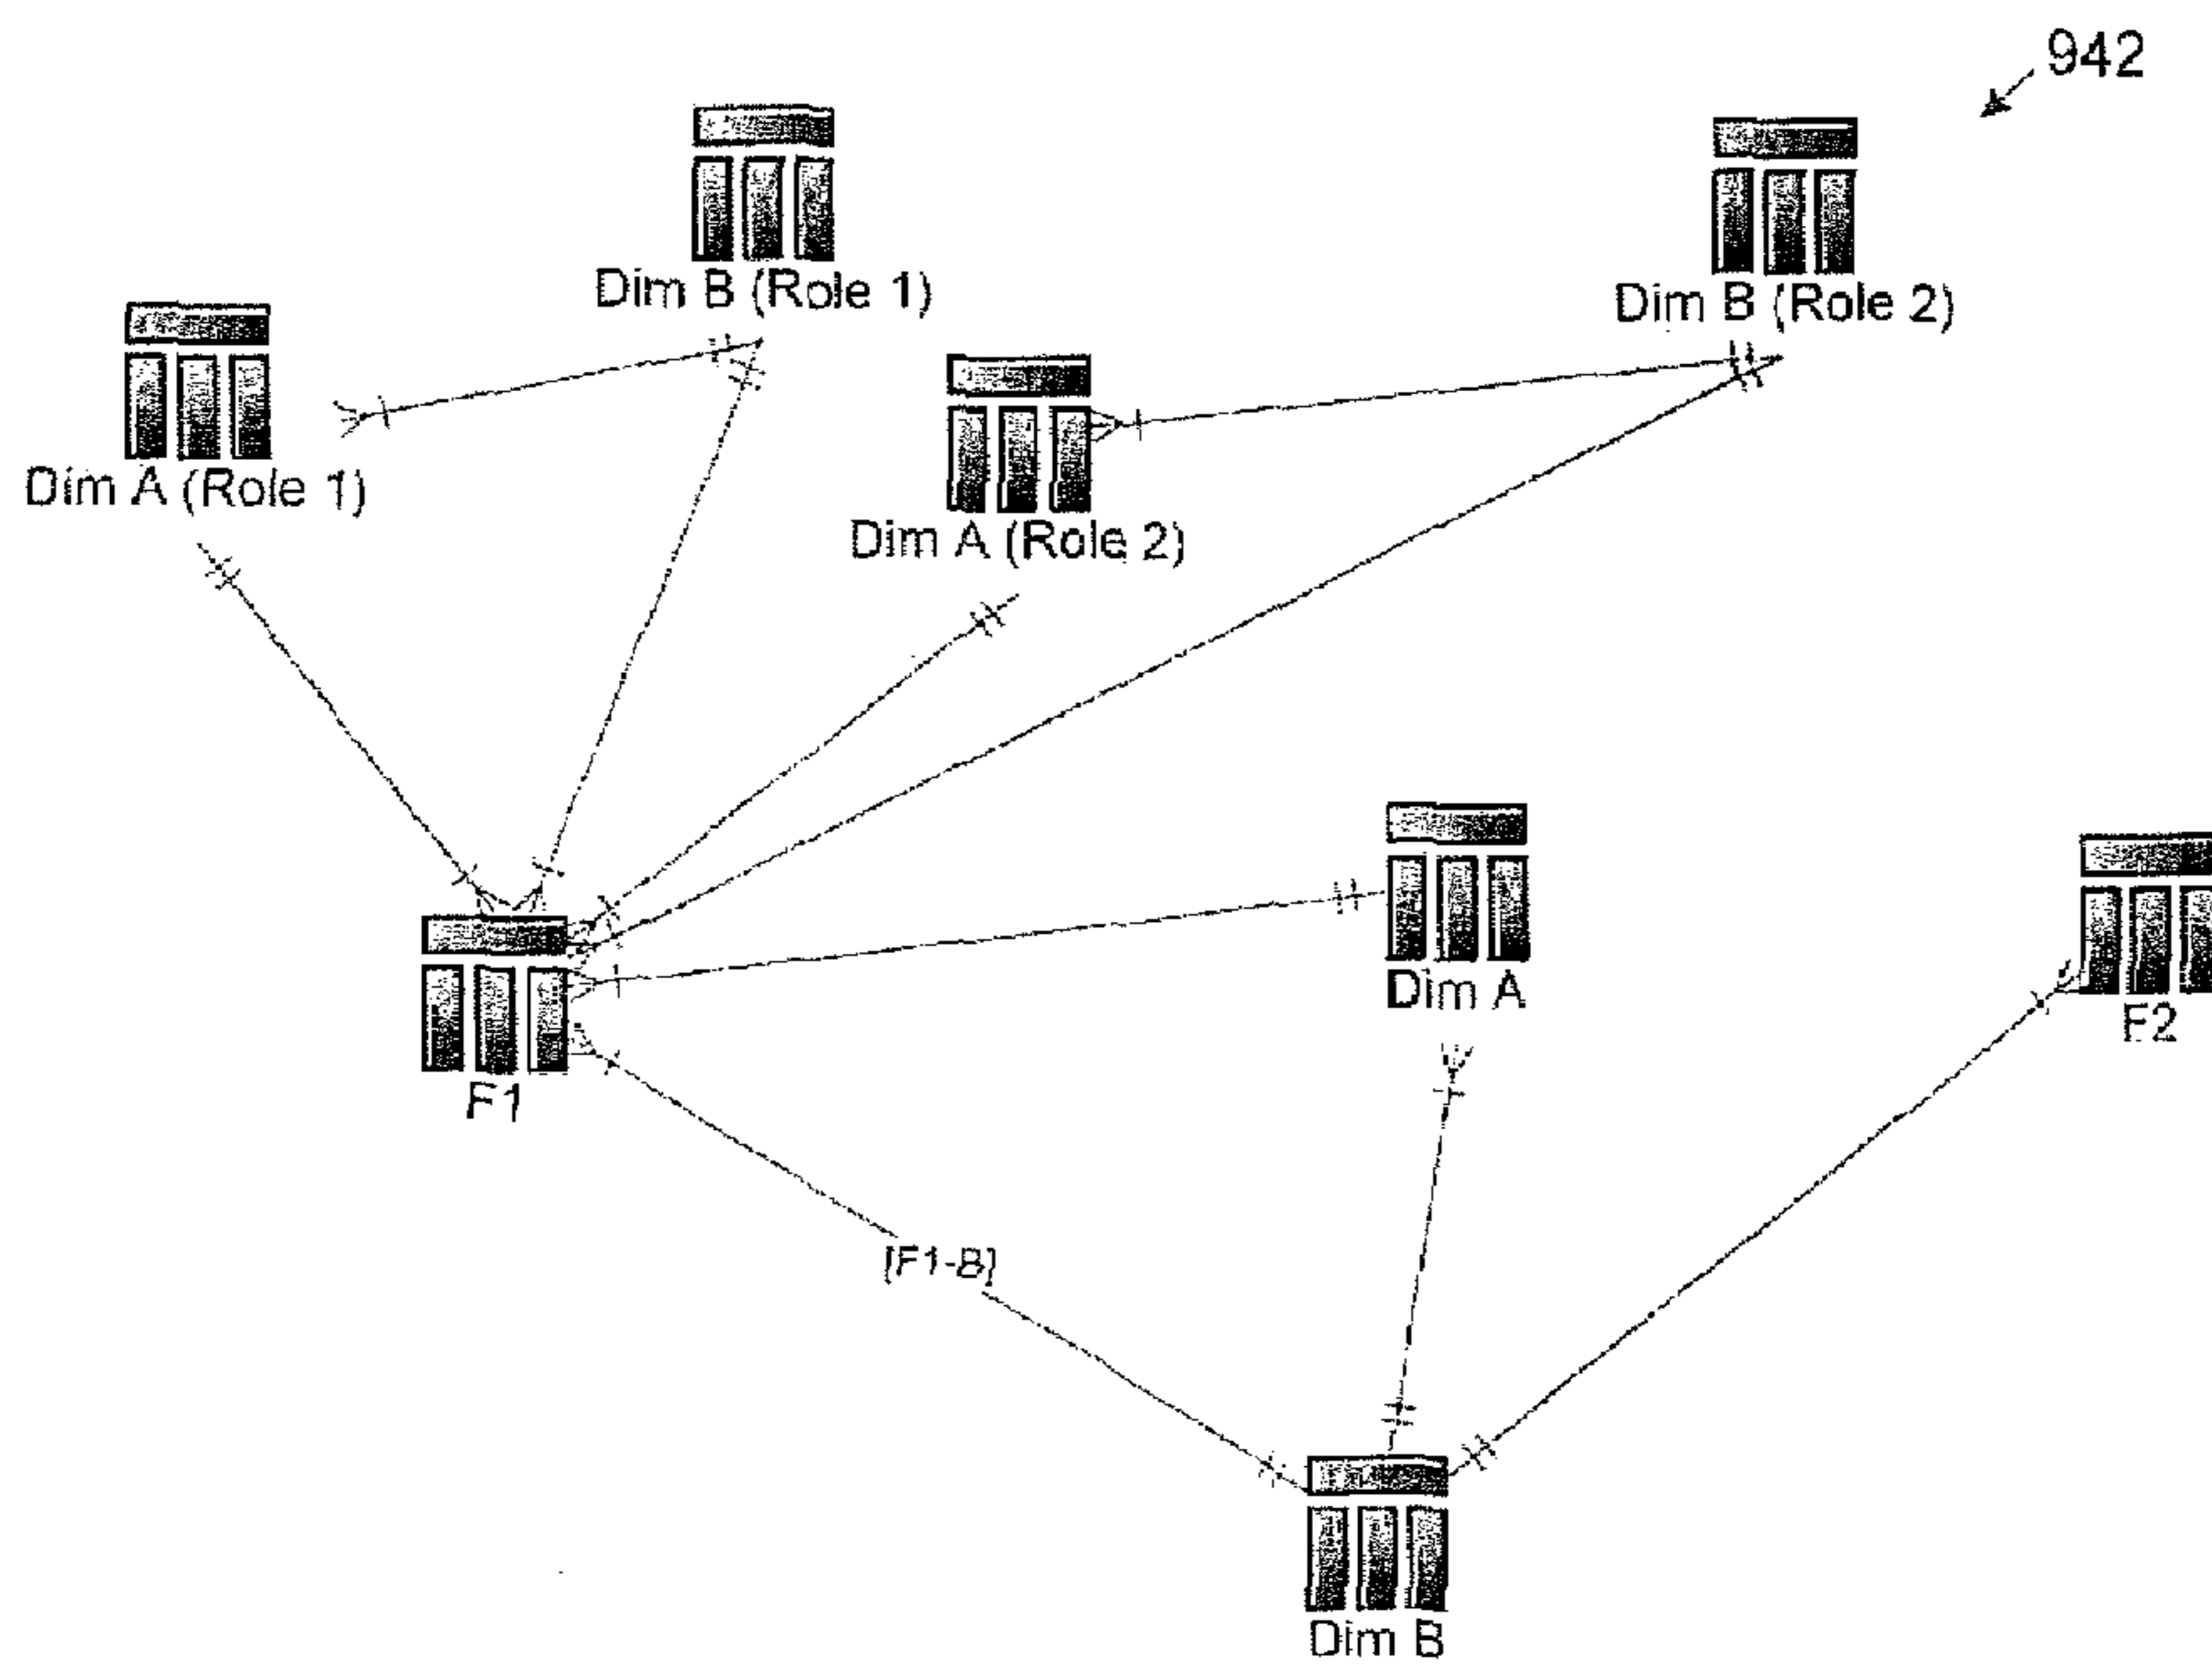 942
Dim B (Role 1)
Dim B (Role 2)
Dim A (Role 1)
Dim A (Role 2)
Dim A
F2
F1
[F1-B]
Dim B